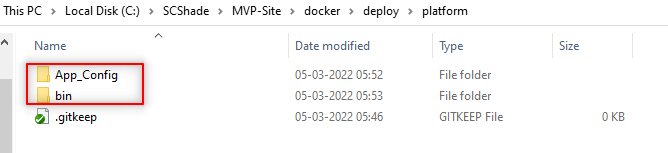 This PC > Local Disk (C:) > SCShade > MVP-Site > docker > deploy > platform
Name Date modified Type Size
App_Config 05-03-2022 05:52 File folder
bin 05-03-2022 05:53 File folder
.gitkeep 05-03-2022 05:46 GITKEEP File 0 KB